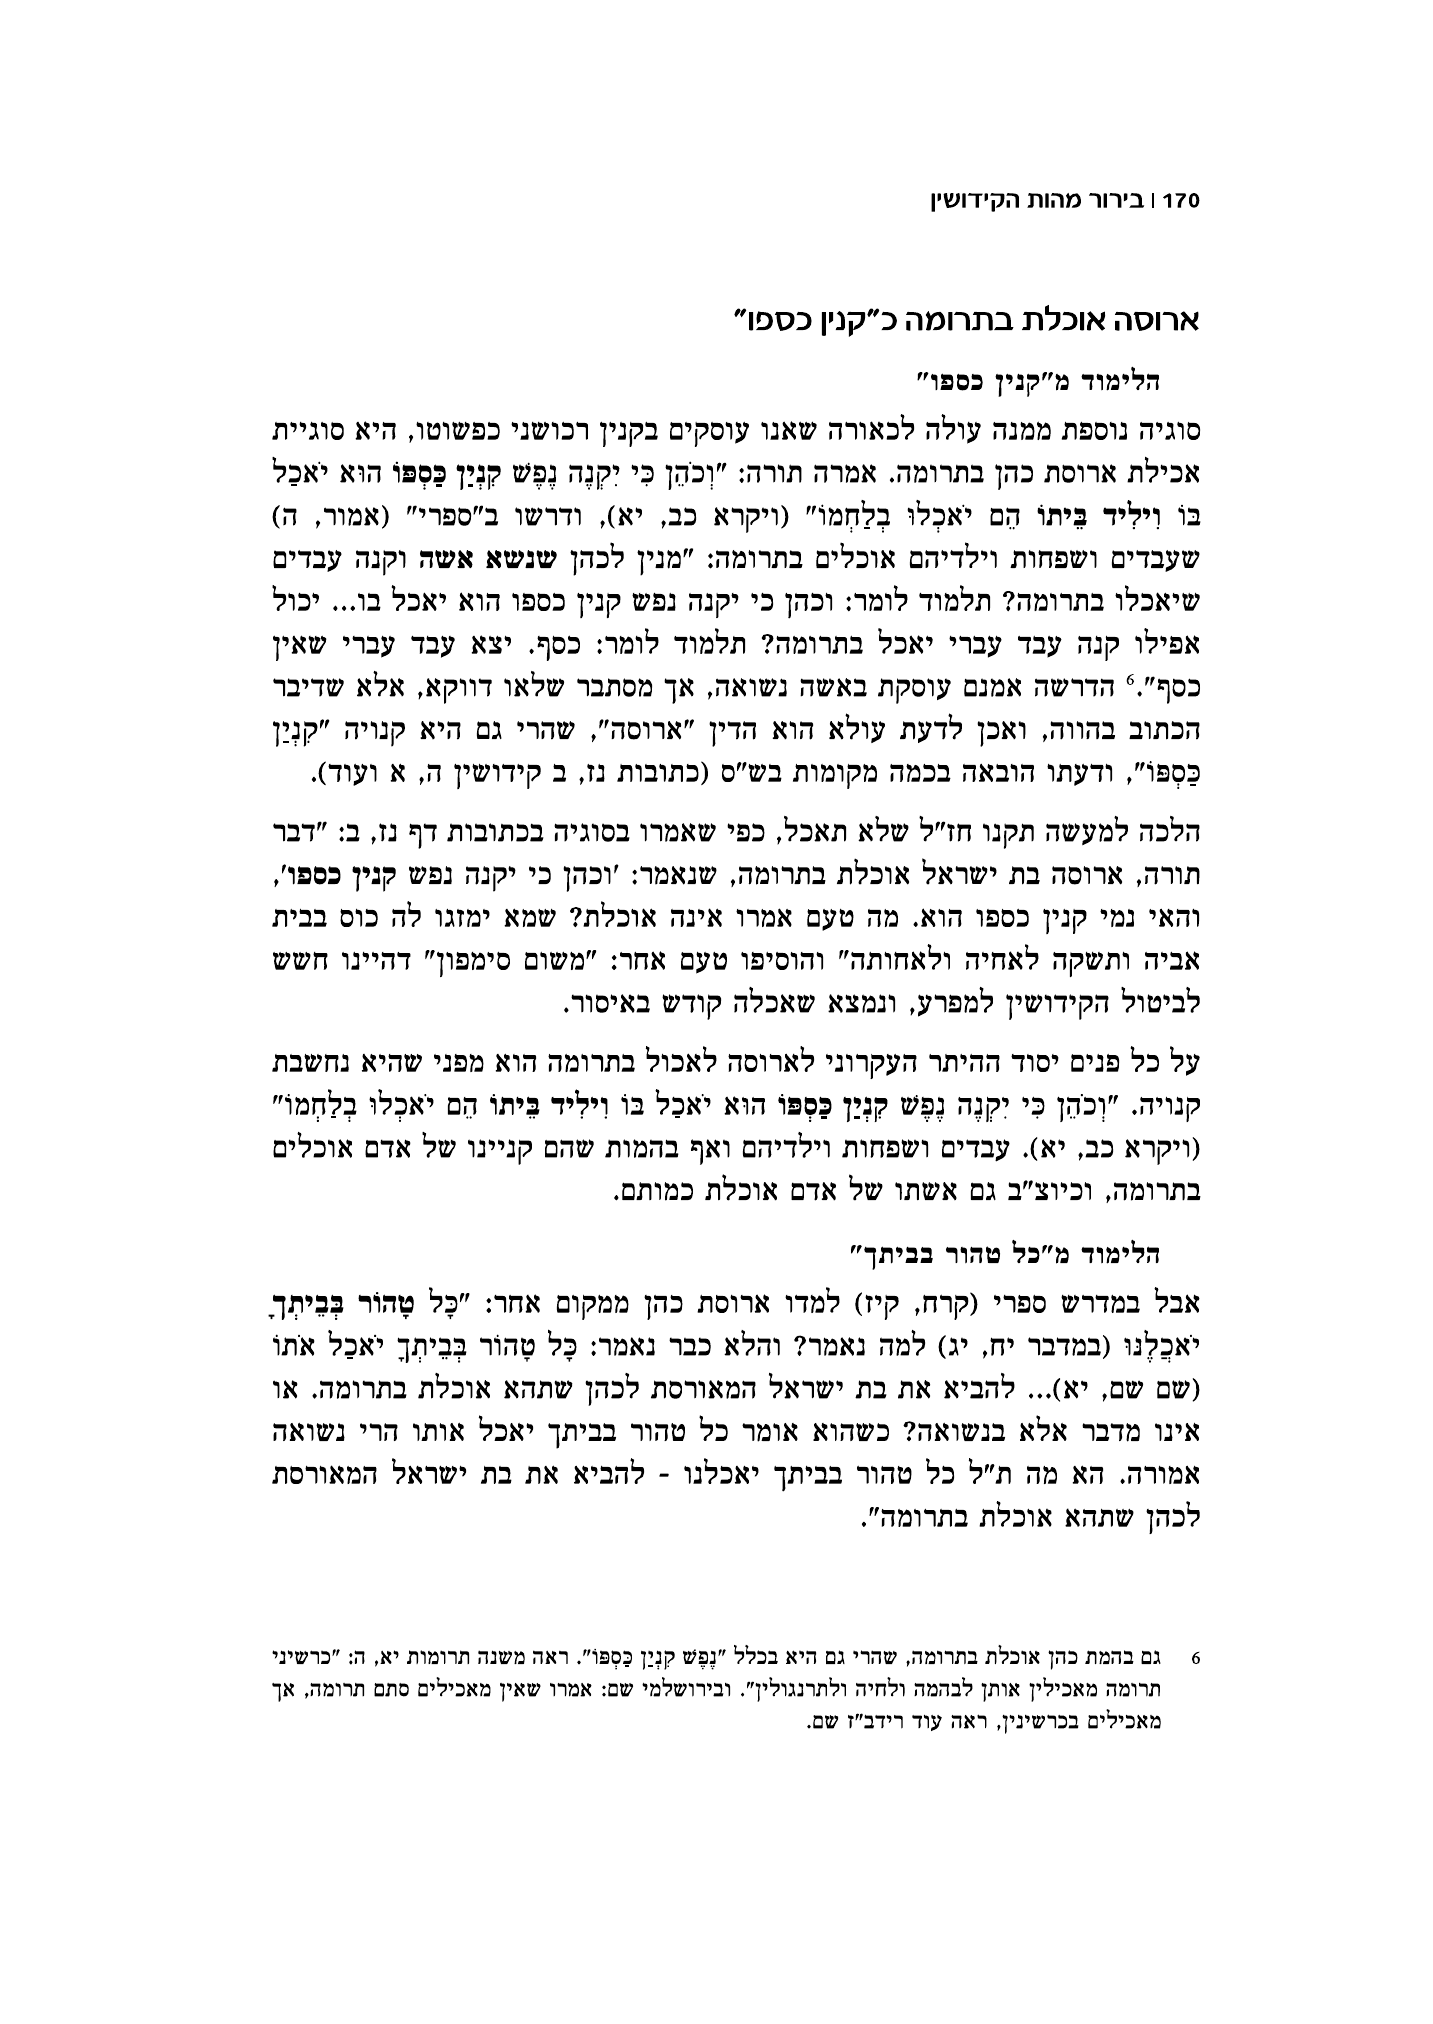 170 | בירור מהות הקידושין
ארוסה אוכלת בתרומה כ"קנין כספו"
הלימוד מ"קנין כספו"
סוגיה נוספת ממנה עולה לכאורה שאנו עוסקים בקנין רכושני כפשוטו, היא סוגיית
אכילת ארוסת כהן בתרומה. אמרה תורה: "וְכֹהֵן כִּי יִקְנֶה נֶפֶשׁ קִנְיַן כַּסְפּוֹ הוּא יֹאכַל
בּוֹ וִילִיד בֵּיתוֹ הֵם יֹאכְלוּ בְלַחְמוֹ" (ויקרא כב, יא), ודרשו ב"ספרי" (אמור, ה)
שעבדים ושפחות וילדיהם אוכלים בתרומה: "מנין לכהן שנשא אשה וקנה עבדים
שיאכלו בתרומה? תלמוד לומר: וכהן כי יקנה נפש קנין כספו הוא יאכל בו... יכול
אפילו קנה עבד עברי יאכל בתרומה? תלמוד לומר: כסף. יצא עבד עברי שאין
כסף".6 הדרשה אמנם עוסקת באשה נשואה, אך מסתבר שלאו דווקא, אלא שדיבר
הכתוב בהווה, ואכן לדעת עולא הוא הדין "ארוסה", שהרי גם היא קנויה "קִנְיַן
כַּסְפּוֹ", ודעתו הובאה בכמה מקומות בש"ס (כתובות נז, ב קידושין ה, א ועוד).
הלכה למעשה תקנו חז"ל שלא תאכל, כפי שאמרו בסוגיה בכתובות דף נז, ב: "דבר
תורה, ארוסה בת ישראל אוכלת בתרומה, שנאמר: 'וכהן כי יקנה נפש קנין כספו',
והאי נמי קנין כספו הוא. מה טעם אמרו אינה אוכלת? שמא ימזגו לה כוס בבית
אביה ותשקה לאחיה ולאחותה" והוסיפו טעם אחר: "משום סימפון" דהיינו חשש
לביטול הקידושין למפרע, ונמצא שאכלה קודש באיסור.
על כל פנים יסוד ההיתר העקרוני לארוסה לאכול בתרומה הוא מפני שהיא נחשבת
קנויה. "וְכֹהֵן כִּי יִקְנֶה נֶפֶשׁ קִנְיַן כַּסְפּוֹ הוּא יֹאכַל בּוֹ וִילִיד בֵּיתוֹ הֵם יֹאכְלוּ בְלַחְמוֹ"
(ויקרא כב, יא). עבדים ושפחות וילדיהם ואף בהמות שהם קניינו של אדם אוכלים
בתרומה, וכיוצ"ב גם אשתו של אדם אוכלת כמותם.
הלימוד מ"כל טהור בביתך"
אבל במדרש ספרי (קרח, קיז) למדו ארוסת כהן ממקום אחר: "כָּל טָהוֹר בְּבֵיתְךָ
יֹאכֲלֶנּוּ (במדבר יח, יג) למה נאמר? והלא כבר נאמר: כָּל טָהוֹר בְּבֵיתְךָ יֹאכַל אֹתוֹ
(שם שם, יא)... להביא את בת ישראל המאורסת לכהן שתהא אוכלת בתרומה. או
אינו מדבר אלא בנשואה? כשהוא אומר כל טהור בביתך יאכל אותו הרי נשואה
אמורה. הא מה ת"ל כל טהור בביתך יאכלנו - להביא את בת ישראל המאורסת
לכהן שתהא אוכלת בתרומה".
6 גם בהמת כהן אוכלת בתרומה, שהרי גם היא בכלל "נֶפֶשׁ קִנְיַן כַּסְפּוֹ". ראה משנה תרומות יא, ה: "כרשיני
תרומה מאכילין אותן לבהמה ולחיה ולתרנגולין". ובירושלמי שם: אמרו שאין מאכילים סתם תרומה, אך
מאכילים בכרשינין, ראה עוד רידב"ז שם.